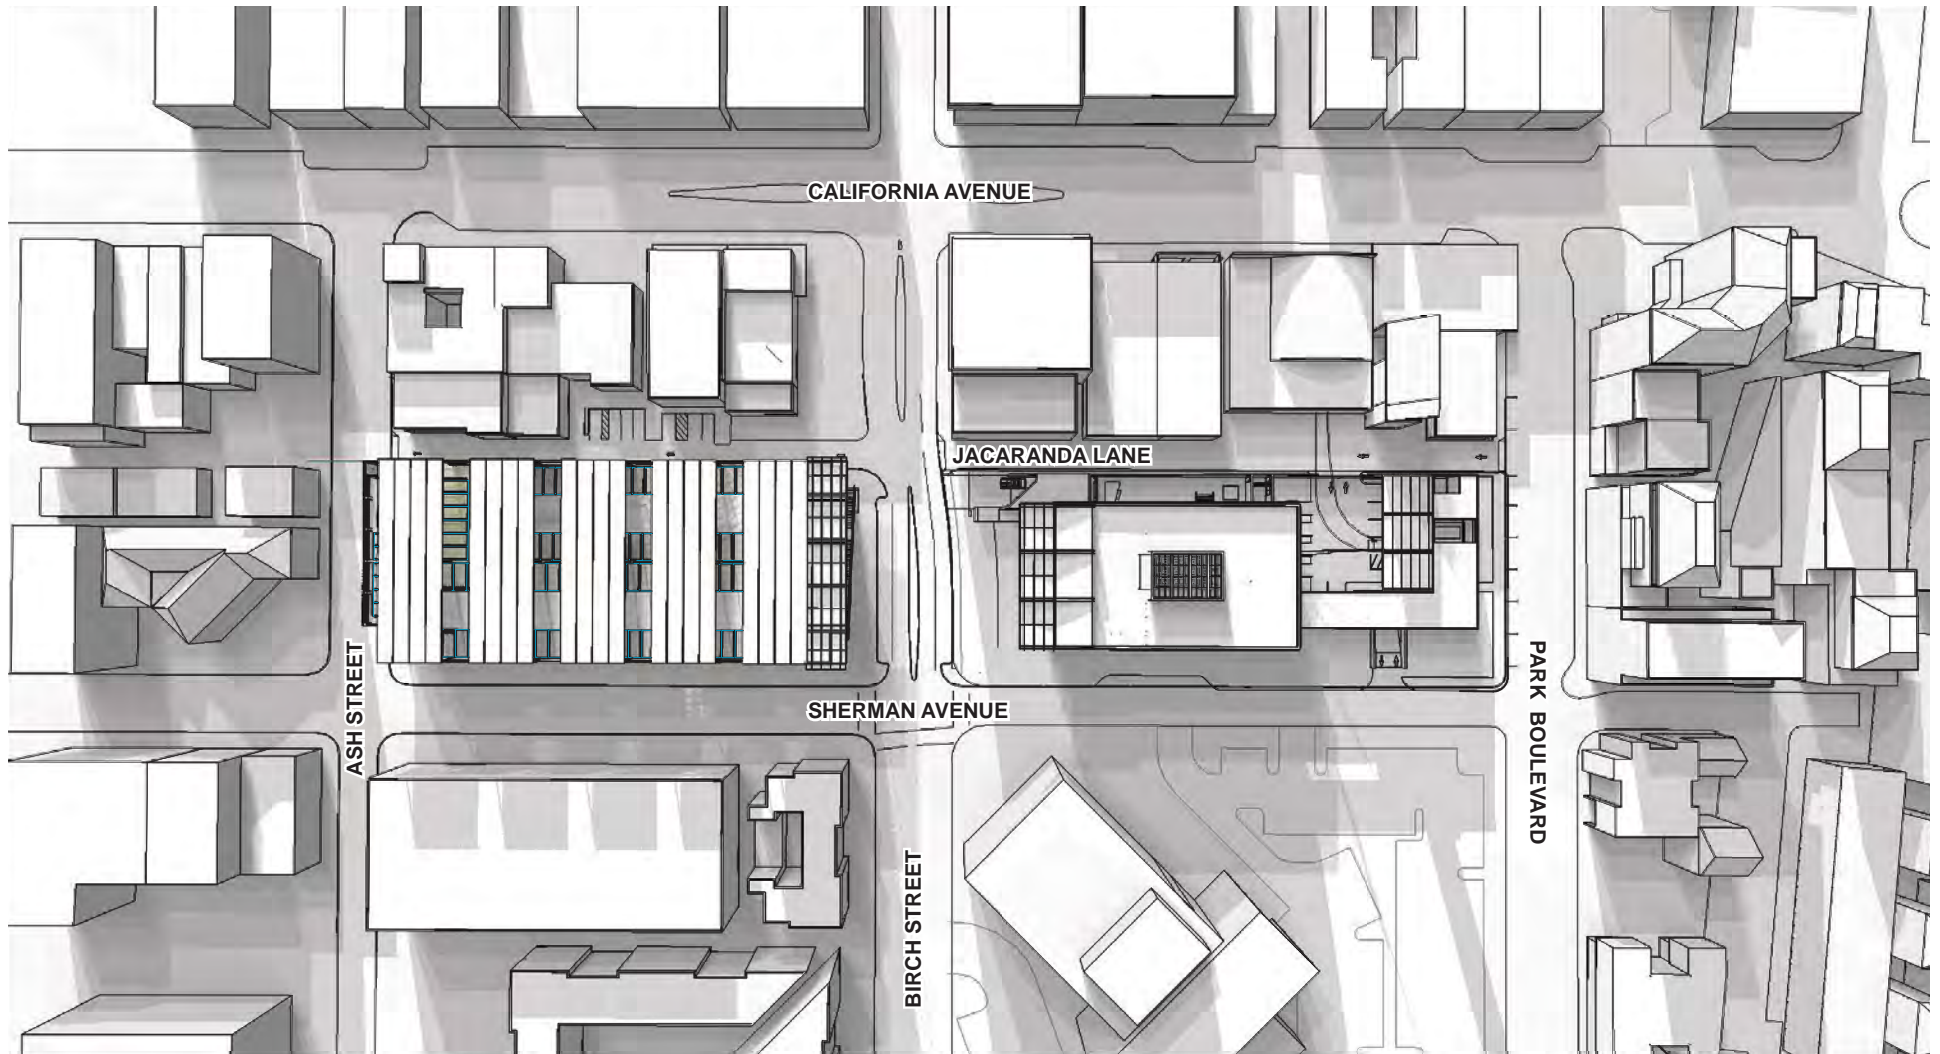 CALIFORNIA AVENUE
JACARANDA LANE
ASH STREET
SHERMAN AVENUE
PARK BOULEVARD
BIRCH STREET